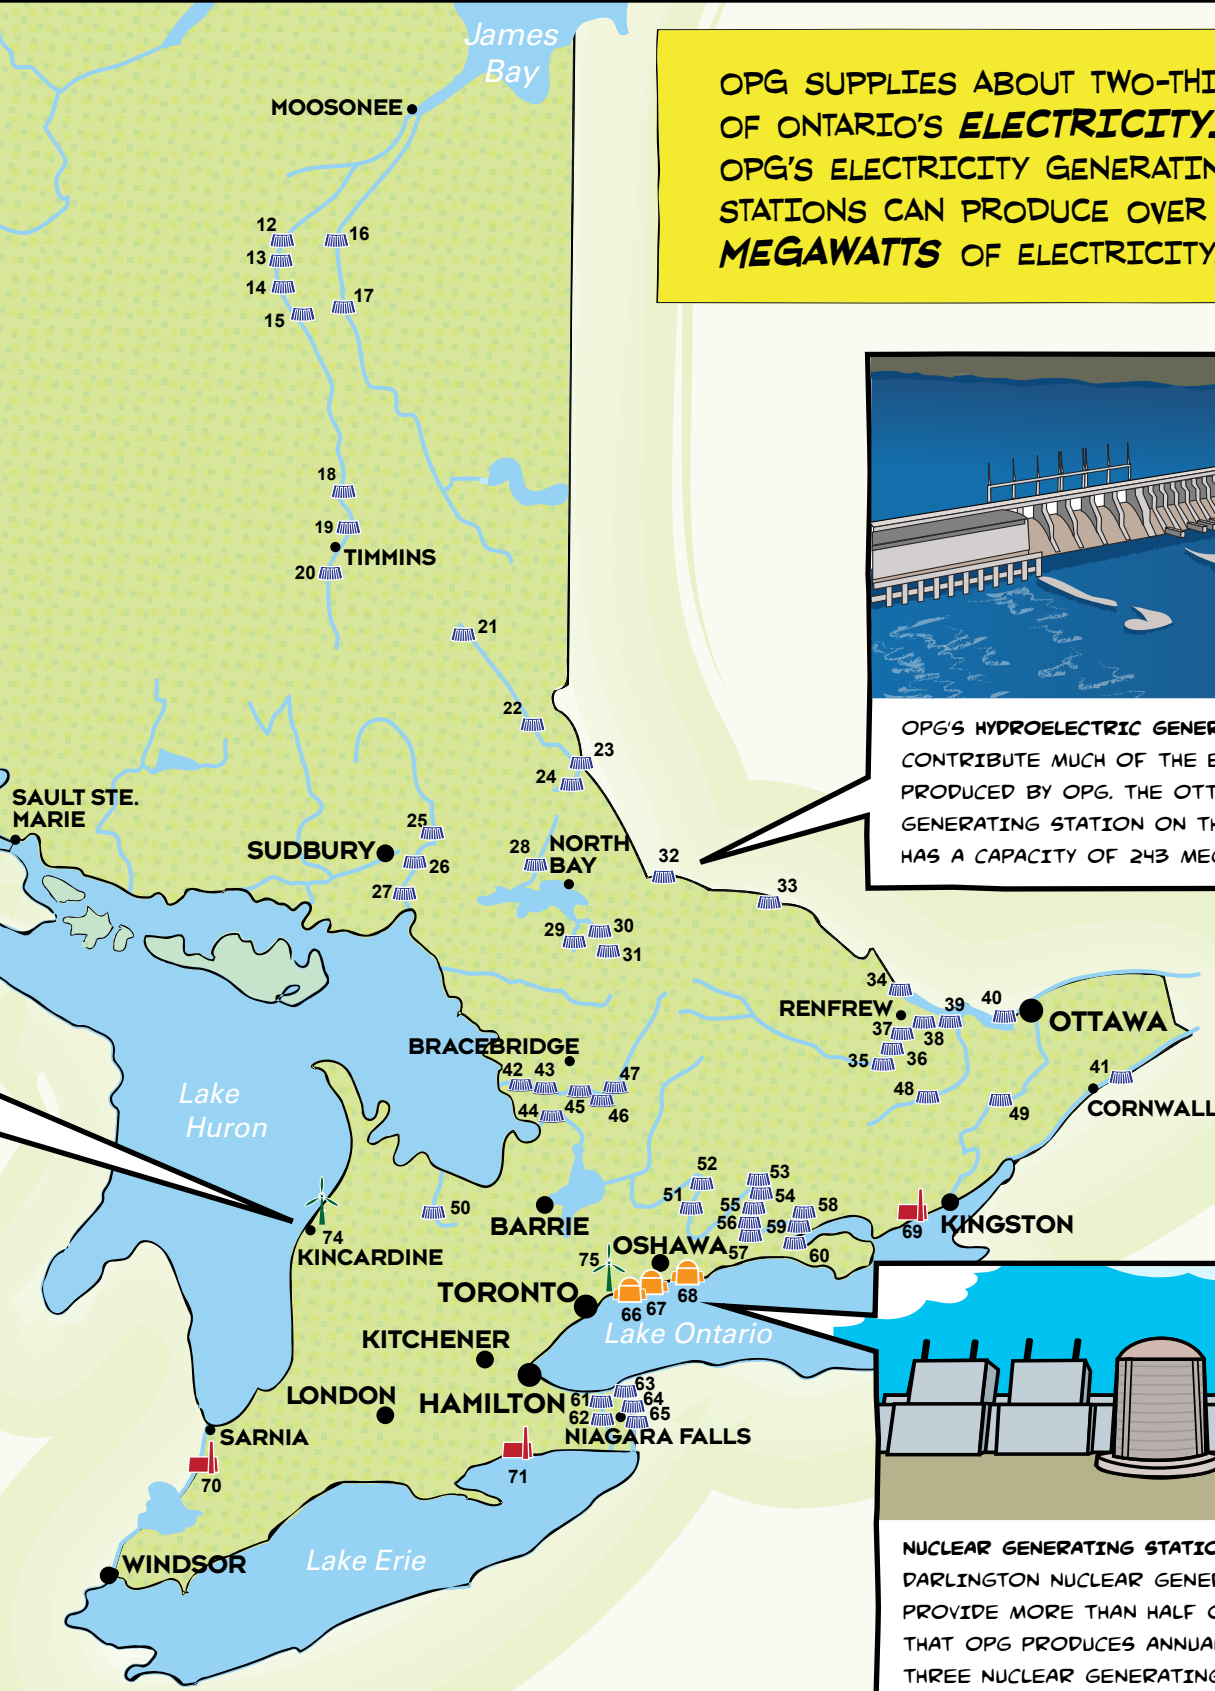 James
Bay
MOOSONEE
OPG SUPPLIES ABOUT TWO-THI
OF ONTARIO'S ELECTRICITY.
OPG'S ELECTRICITY GENERATIN
STATIONS CAN PRODUCE OVER
MEGAWATTS OF ELECTRICITY
12
16
13
14
17
15
18
19
TIMMINS
20
21
22
23
24
OPG'S HYDROELECTRIC GENER
CONTRIBUTE MUCH OF THE E
PRODUCED BY OPG. THE OTT
GENERATING STATION ON TH
HAS A CAPACITY OF 243 MEG
SAULT STE.
MARIE
25
SUDBURY
26
27
28
NORTH
BAY
32
33
29
30
31
34
RENFREW
39
40
OTTAWA
37
38
35
36
BRACEBRIDGE
42
43
47
44
45
46
48
49
41
CORNWALL
Lake
Huron
52
53
51
54
55
58
56
59
57
60
50
BARRIE
69
KINGSTON
74
KINCARDINE
75
OSHAWA
TORONTO
66
67
68
Lake Ontario
KITCHENER
LONDON
HAMILTON
61
63
64
62
65
NIAGARA FALLS
SARNIA
70
71
WINDSOR
Lake Erie
NUCLEAR GENERATING STATIO
DARLINGTON NUCLEAR GENE
PROVIDE MORE THAN HALF O
THAT OPG PRODUCES ANNUA
THREE NUCLEAR GENERATING